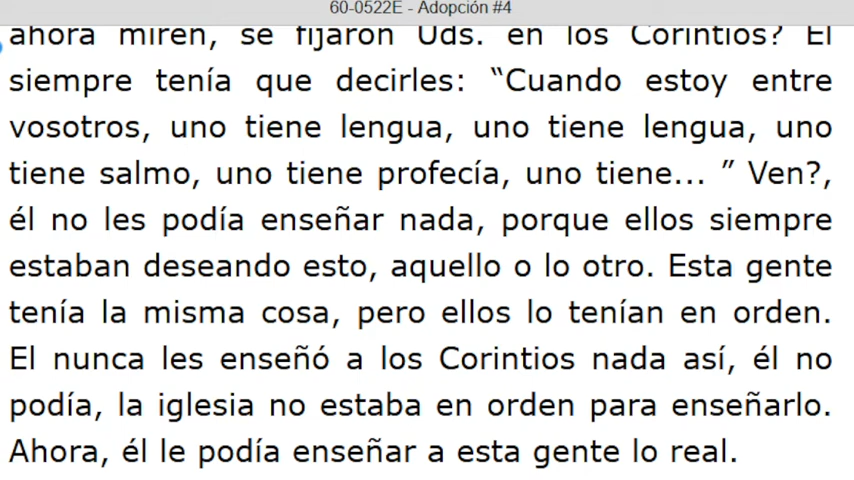 60-0522E - Adopción #4
ahora miren, se fijaron Uds. en los Corintios? El
siempre tenía que decirles: “Cuando estoy entre
vosotros, uno tiene lengua, uno tiene lengua, uno
tiene salmo, uno tiene profecía, uno tiene... ” Ven?,
él no les podía enseñar nada, porque ellos siempre
estaban deseando esto, aquello o lo otro. Esta gente
tenía la misma cosa, pero ellos lo tenían en orden.
El nunca les enseñó a los Corintios nada así, él no
podía, la iglesia no estaba en orden para enseñarlo.
Ahora, él le podía enseñar a esta gente lo real.